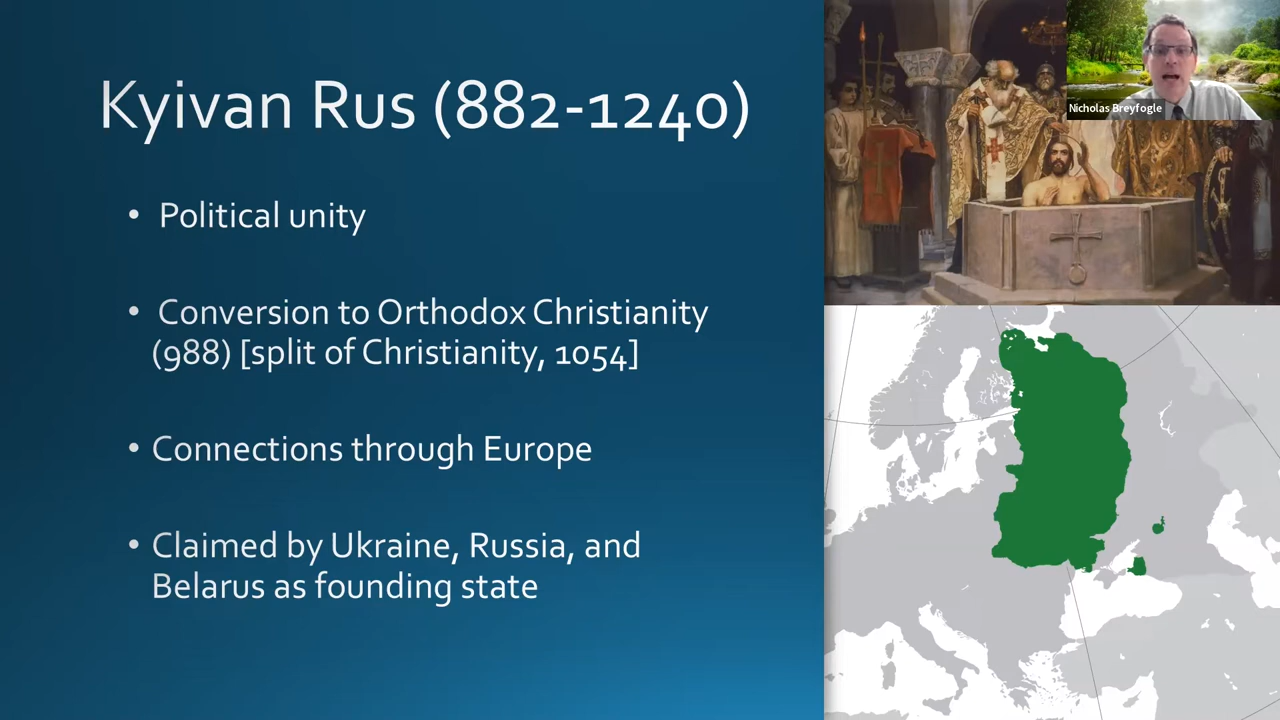 Kyivan Rus (882-1240)
Nicholas Breyfogle
• Political unity
• Conversion to Orthodox Christianity
(988) [split of Christianity, 1054]
• Connections through Europe
• Claimed by Ukraine, Russia, and
Belarus as founding state